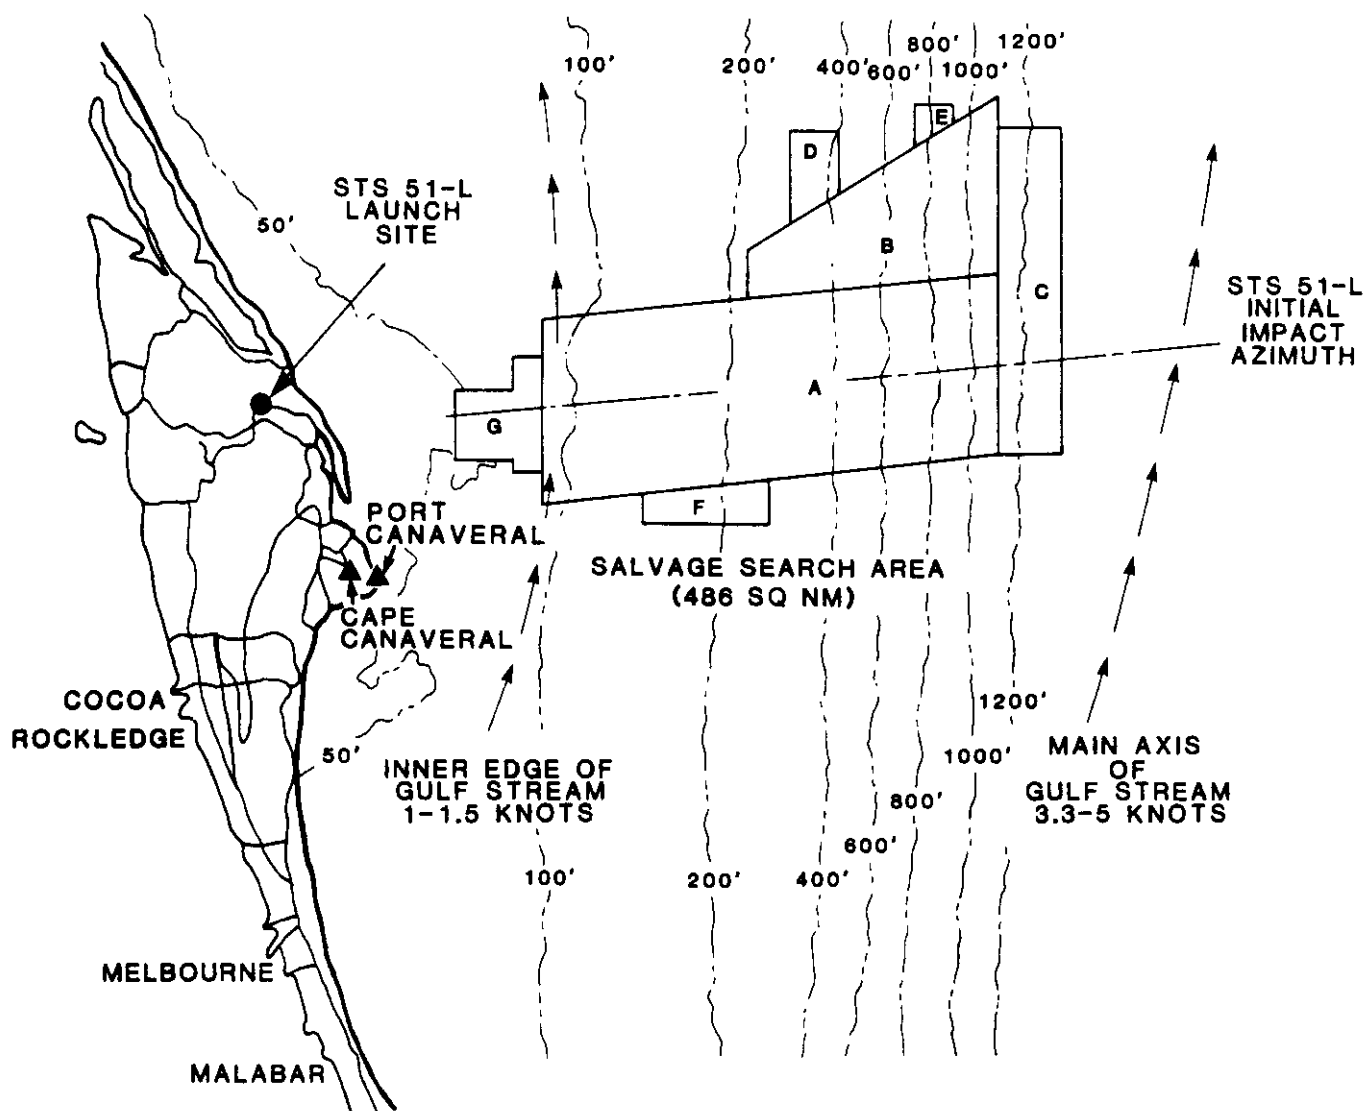 800'
1200'
100'
200'
400'
600'
1000'
E
D
STS 51-L
LAUNCH
SITE
50'
B
C
STS 51-L
INITIAL
IMPACT
AZIMUTH
A
G
F
PORT
CANAVERAL
SALVAGE SEARCH AREA
(486 SQ NM)
CAPE
CANAVERAL
COCOA
ROCKLEDGE
50'
INNER EDGE OF
GULF STREAM
1-1.5 KNOTS
1200'
1000'
MAIN AXIS
OF
GULF STREAM
3.3-5 KNOTS
800'
600'
100'
200'
400'
MELBOURNE
MALABAR